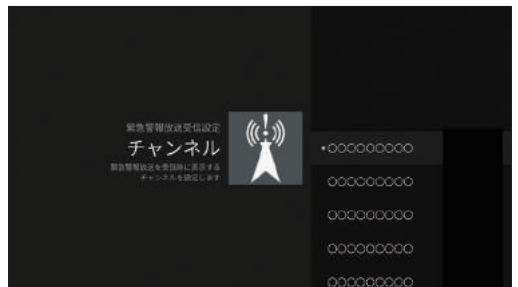 緊急警報放送受信設定
チャンネル
緊急警報放送を受信時に表示する
チャンネルを設定します
•○○○○○○○○○
○○○○○○○○○
○○○○○○○○○
○○○○○○○○○
○○○○○○○○○